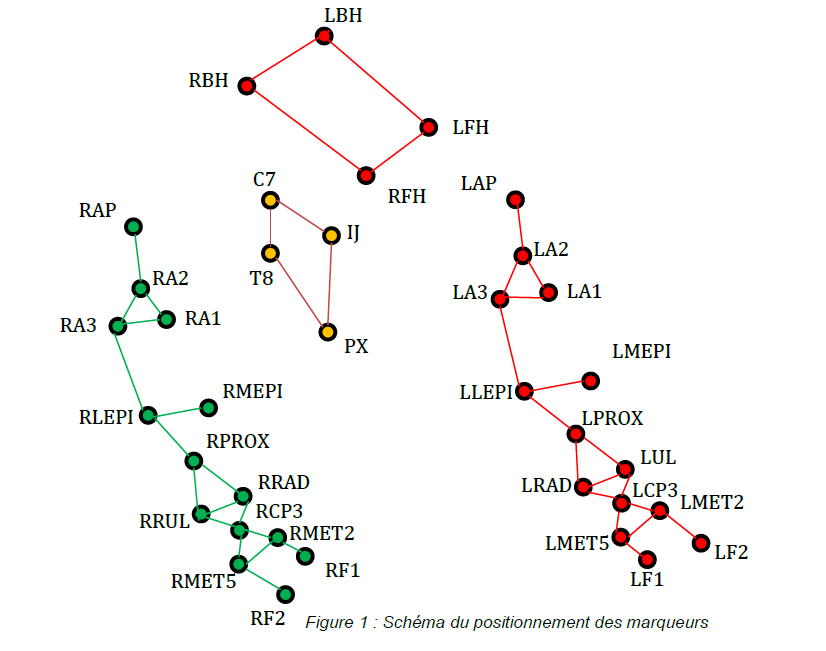 LBH
RBH
LFH
C7
RFH
LAP
RAP
IJ
LA2
T8
RA2
LA3
LA1
RA3
RA1
PX
LMEPI
RMEPI
LLEPI
RLEPI
LPROX
RPROX
LUL
RRAD
LRAD
LCP3
LMET2
RCP3
RRUL
RMET2
LMET5
LF2
RF1
RMET5
LF1
RF2
Figure 1 : Schéma du positionnement des marqueurs